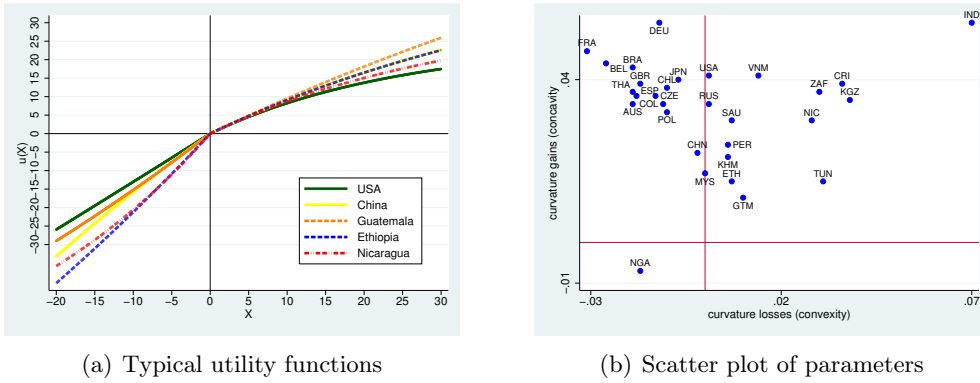 30
25
20
15
10
5
0
−5
−10
−15
−20
−25
−30
u(X)
−20 −15 −10 −5 0 5 10 15 20 25 30
X
USA
China
Guatemala
Ethiopia
Nicaragua
(a) Typical utility functions
IND
DEU
FRA
BEL BRA
GBR JPN USA VNM
THA ESP CHL ZAF CRI
COL CZE RUS KGZ
AUS POL SAU NIC
CHN PER
KHM
MYS ETH TUN
GTM
NGA
.04
−.01
curvature gains (concavity)
−.03 .02 .07
curvature losses (convexity)
(b) Scatter plot of parameters